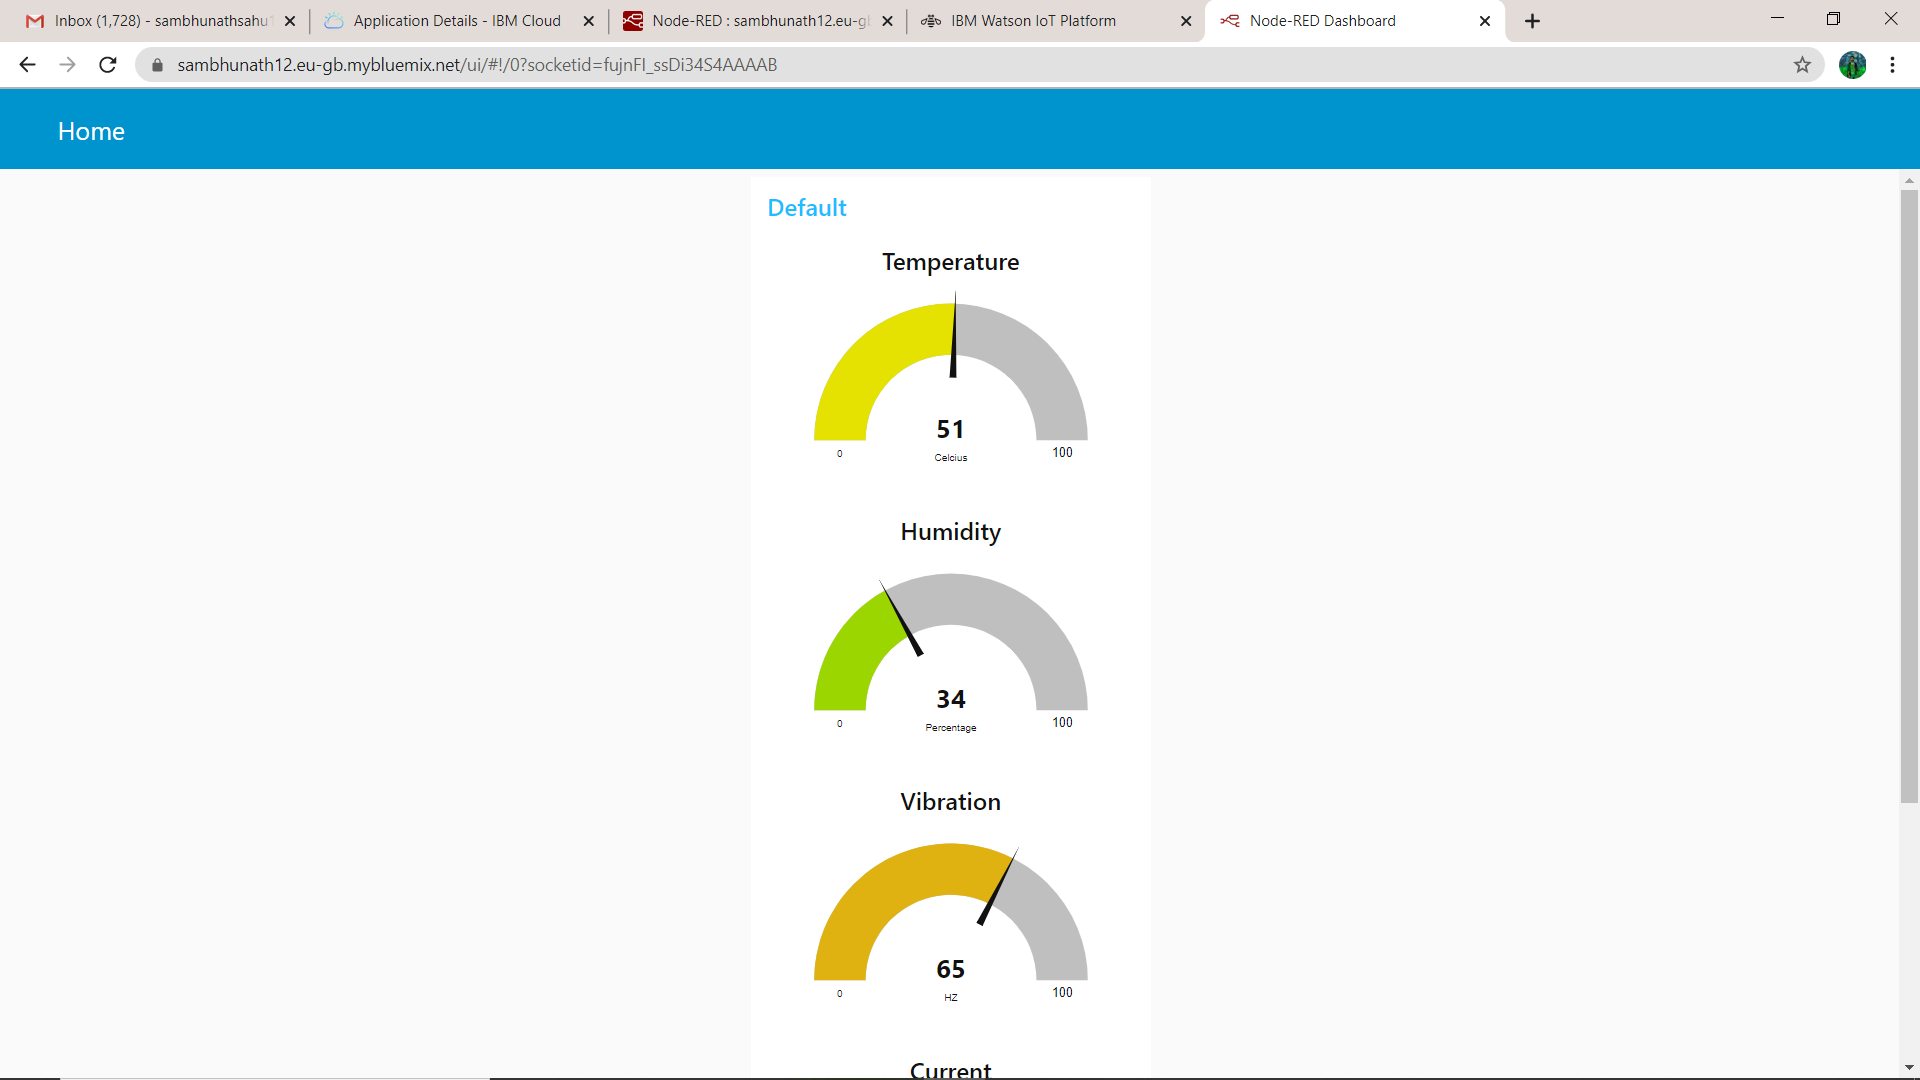 Inbox (1,728) - sambhunathsahu
Application Details - IBM Cloud
Node-RED : sambhunath12.eu-g
IBM Watson IoT Platform
Node-RED Dashboard
sambhunath12.eu-gb.mybluemix.net/ui/#!/0?socketid=fujnFI_ssDi34S4AAAAB
Home
Default
Temperature
51
Celcius
0
100
Humidity
34
Percentage
0
100
Vibration
65
HZ
0
100
Current